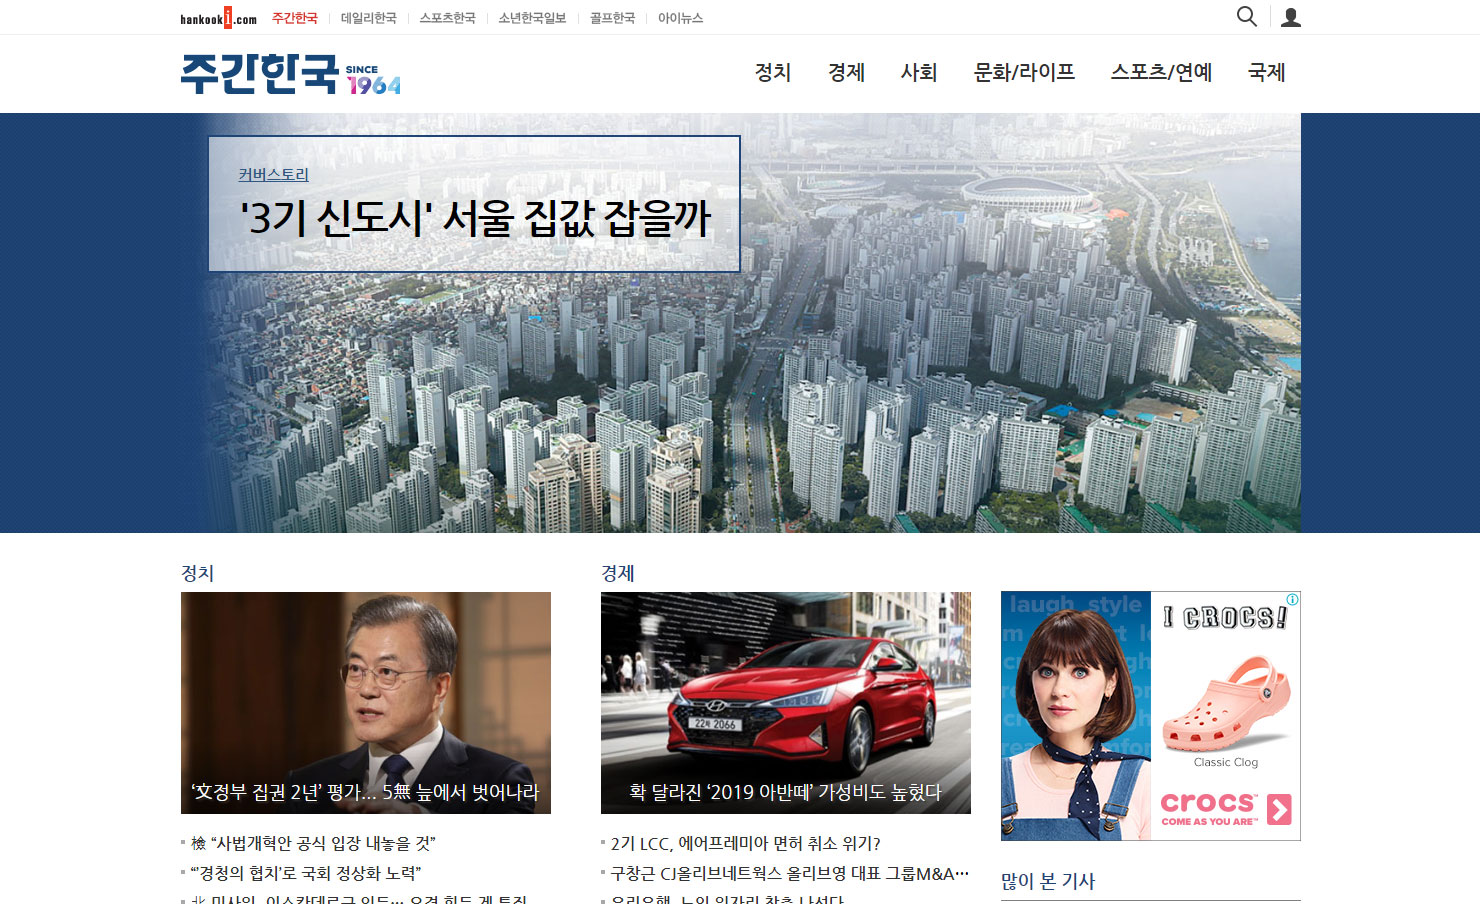 hankooki.com 주간한국 데일리한국 스포츠한국 소년한국일보 골프한국 아이뉴스
주간한국 SINCE 1964
정치 경제 사회 문화/라이프 스포츠/연예 국제
커버스토리
'3기 신도시' 서울 집값 잡을까
정치
‘文정부 집권 2년’ 평가... 5無 늪에서 벗어나라
檢 “사법개혁안 공식 입장 내놓을 것”
“‘경청의 협치’로 국회 정상화 노력”
경제
22확 2066
확 달라진 ‘2019 아반떼’ 가성비도 높혔다
2기 LCC, 에어프레미아 면허 취소 위기?
구창근 CJ올리브네트웍스 올리브영 대표 그룹M&A…
laugh style
I CROCS!
Classic Clog
crocs™
COME AS YOU ARE™
많이 본 기사